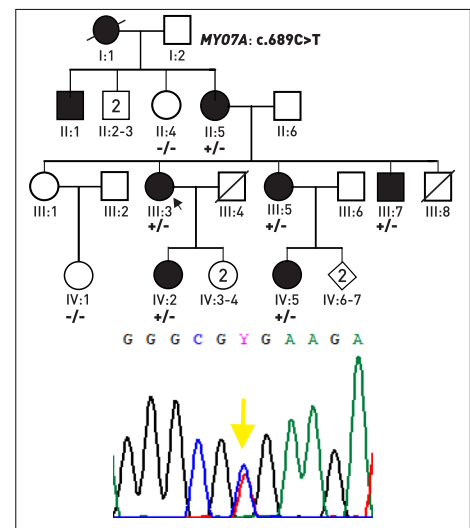 MYO7A: c.689C>T
I:1 I:2
2
II:1 II:2-3 II:4 II:5 II:6
-/- +/-
III:1 III:2 III:3 III:4 III:5 III:6 III:7 III:8
+/- +/- +/-
2 2
IV:1 IV:2 IV:3-4 IV:5 IV:6-7
-/- +/- +/-
G G G C G Y G A A G A